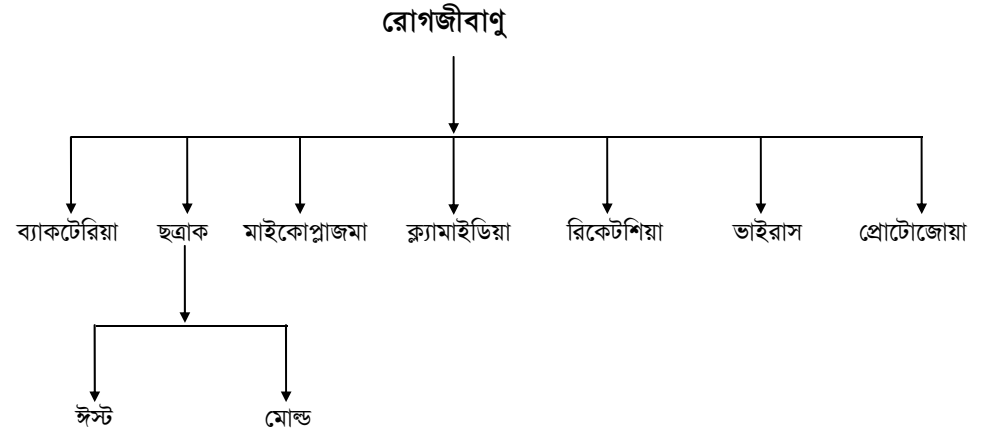 রোগজীবাণু
ব্যাকটেরিয়া ছত্রাক মাইকোপ্লাজমা ক্ল্যামাইডিয়া রিকেটশিয়া ভাইরাস প্রোটোজোয়া
ঈস্ট মোল্ড